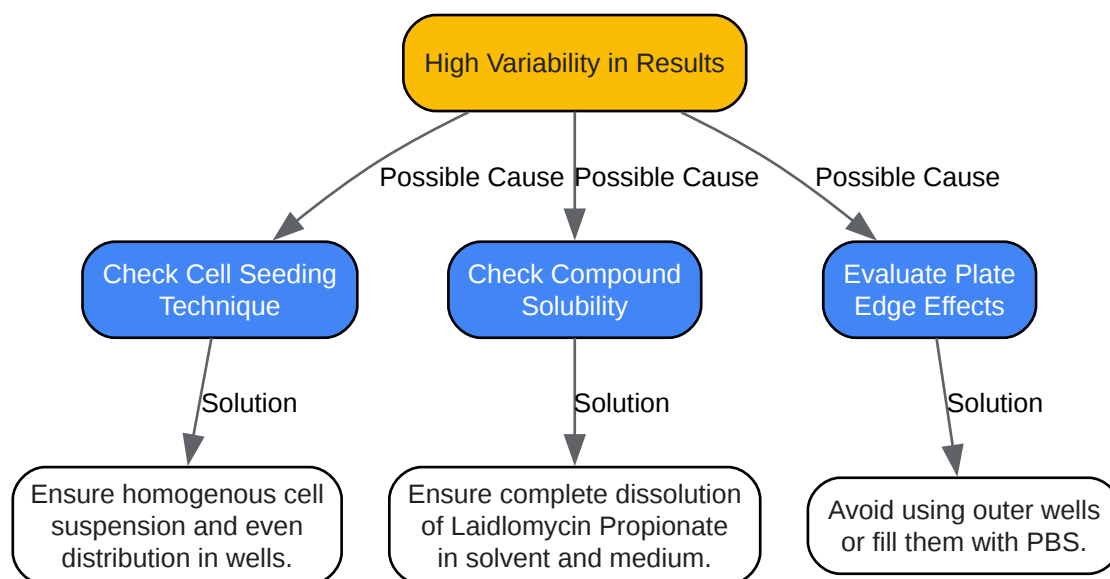 High Variability in Results
Possible Cause
Possible Cause
Possible Cause
Check Cell Seeding
Technique
Check Compound
Solubility
Evaluate Plate
Edge Effects
Solution
Solution
Solution
Ensure homogenous cell
suspension and even
distribution in wells.
Ensure complete dissolution
of Laidlomycin Propionate
in solvent and medium.
Avoid using outer wells
or fill them with PBS.